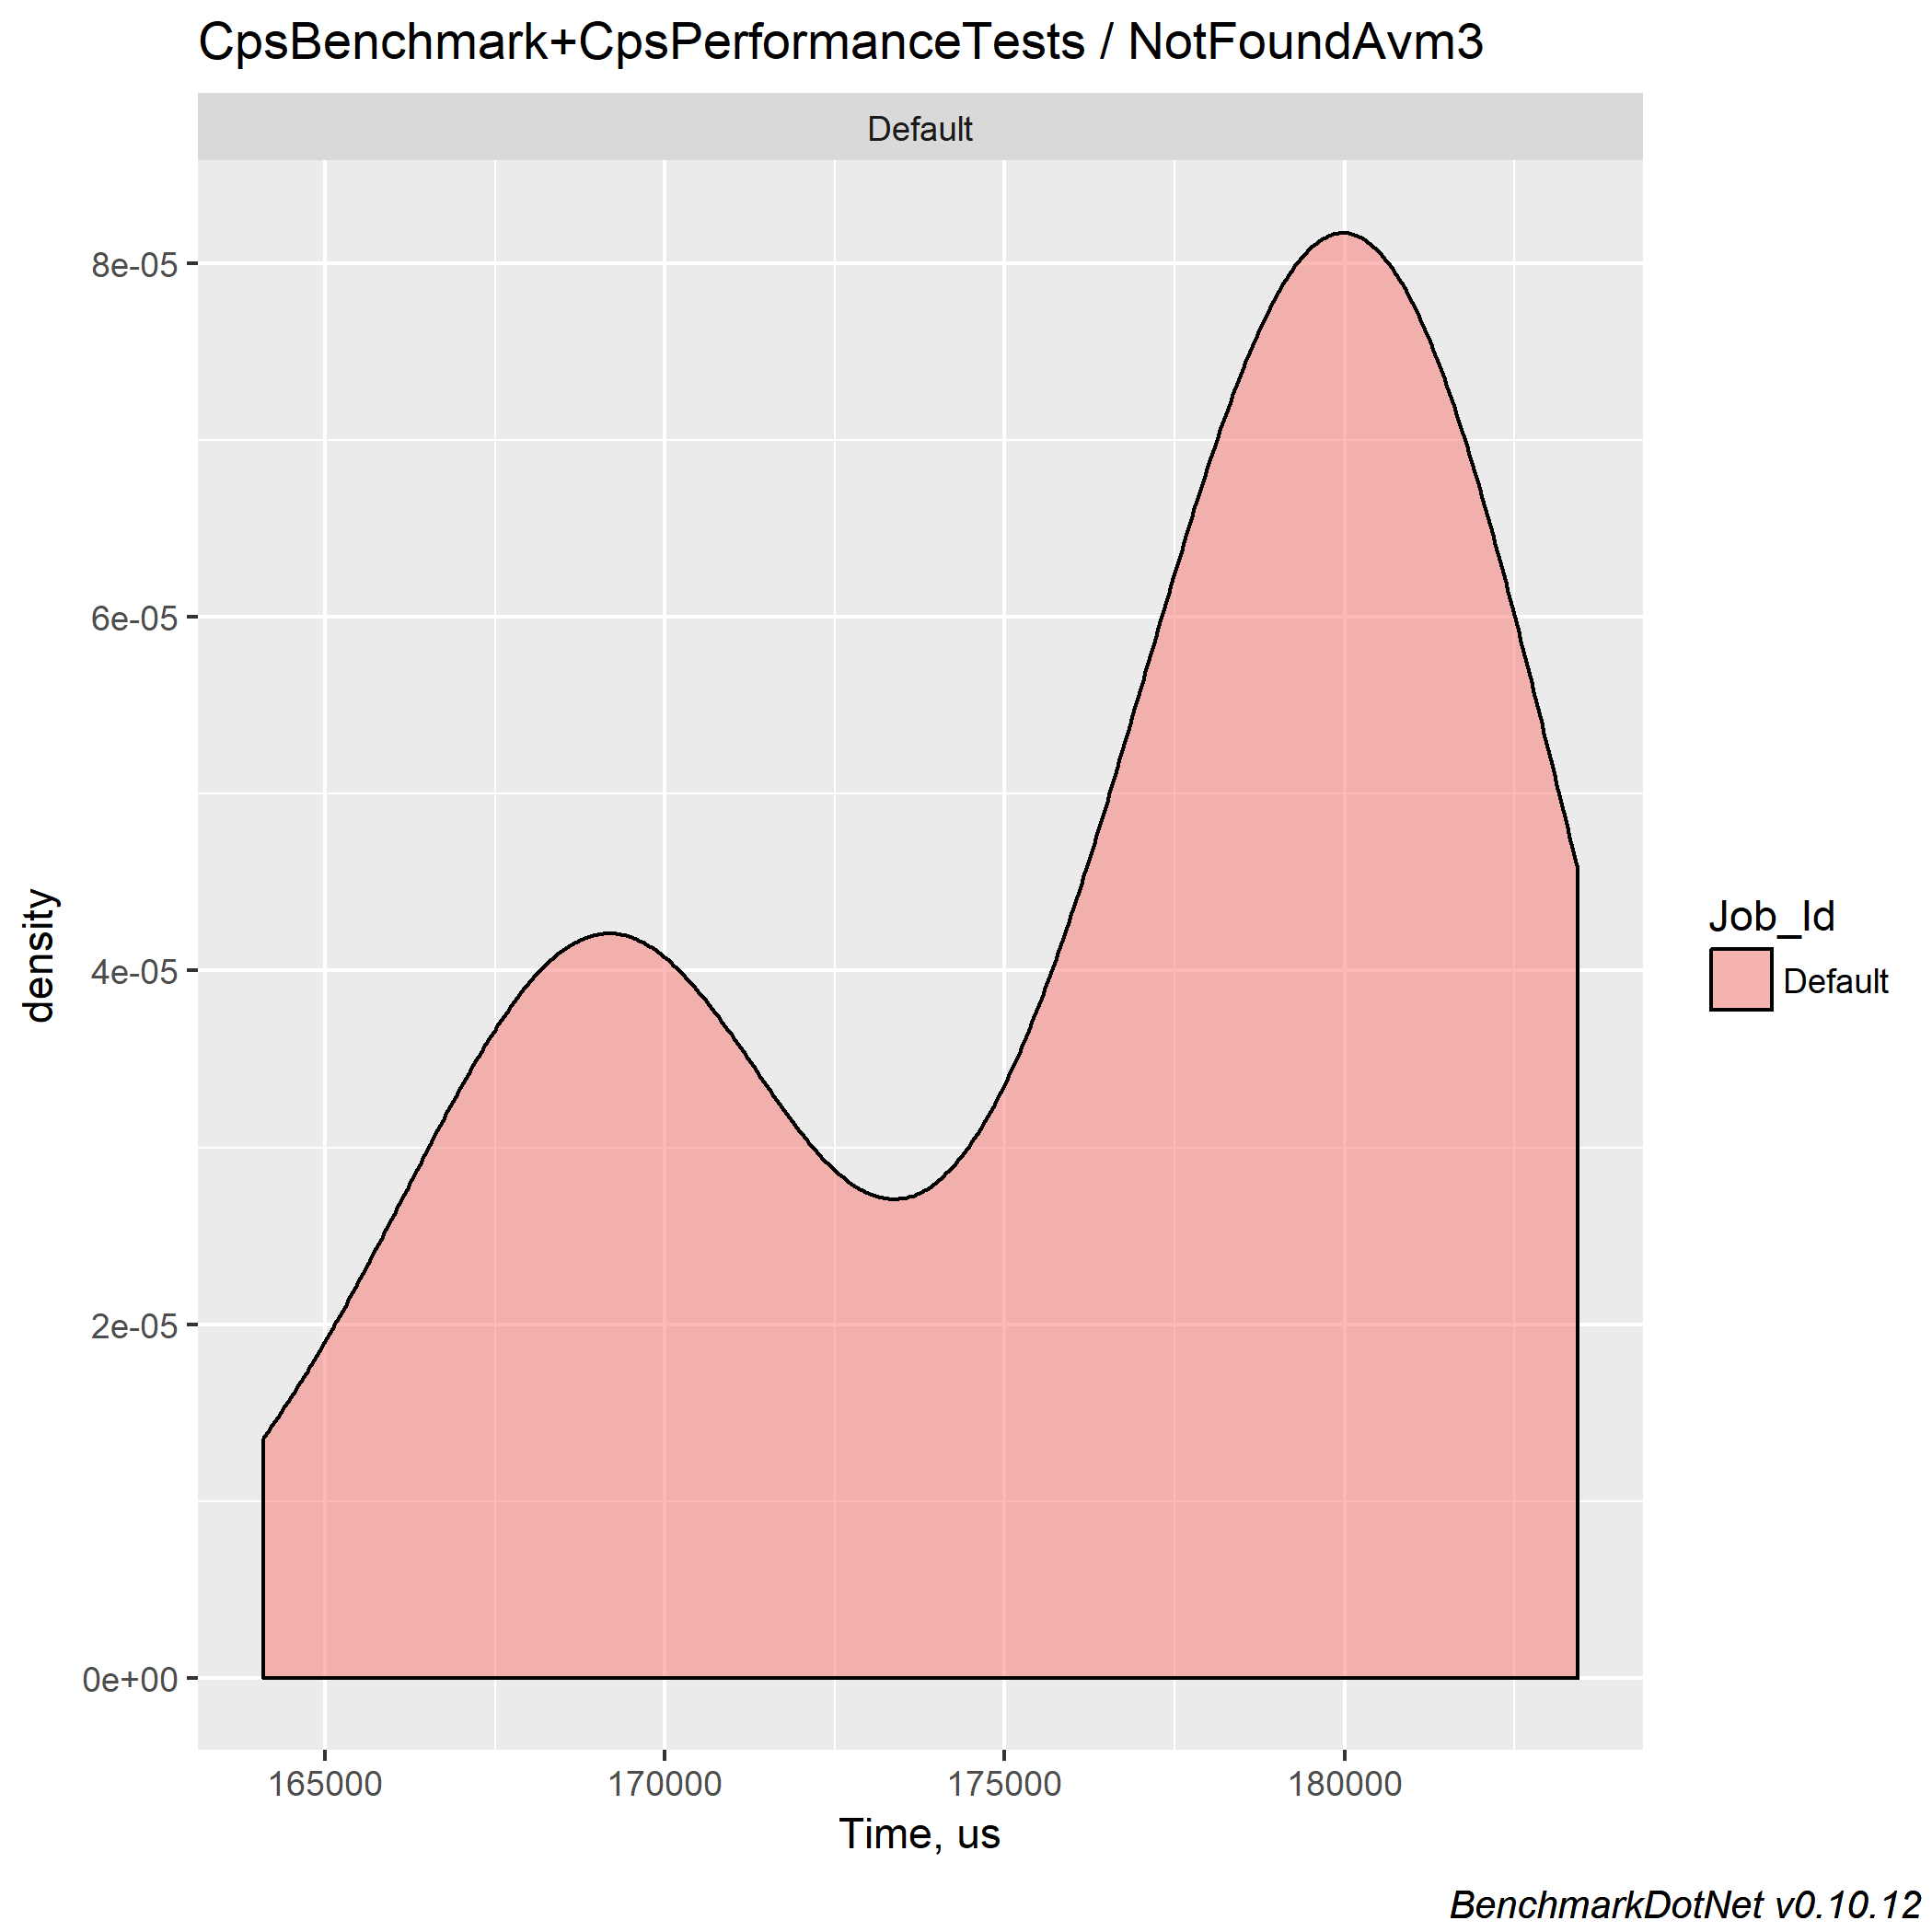 CpsBenchmark+CpsPerformanceTests / NotFoundAvm3
Default
8e-05
6e-05
4e-05
2e-05
0e+00
density
165000 170000 175000 180000
Time, us
Job_Id
Default
BenchmarkDotNet v0.10.12